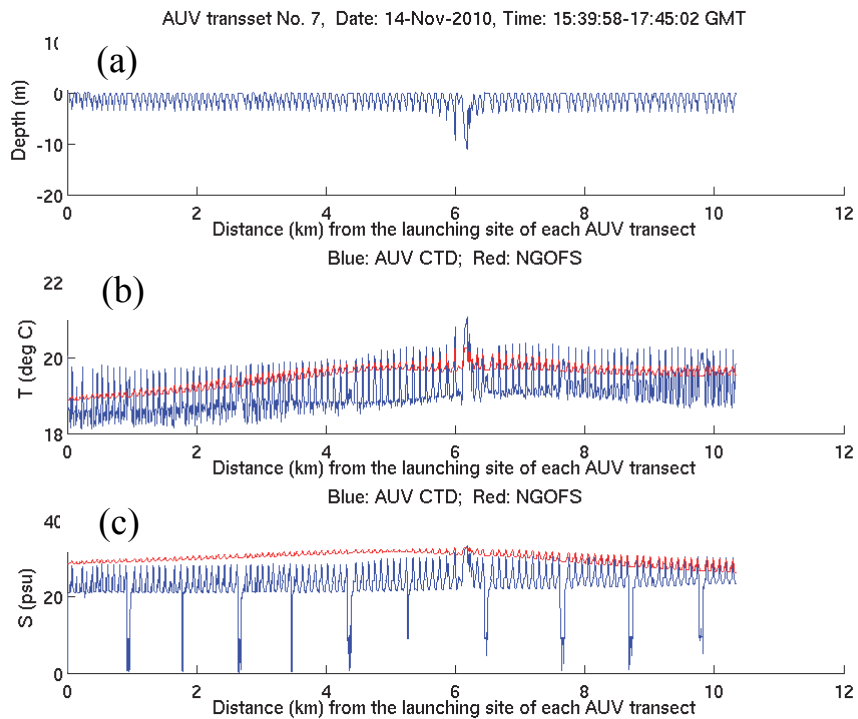 AUV transset No. 7, Date: 14-Nov-2010, Time: 15:39:58-17:45:02 GMT
(a)
10
0
-10
-20
Depth (m)
0 2 4 6 8 10 12
Distance (km) from the launching site of each AUV transect
Blue: AUV CTD; Red: NGOFS
(b)
22
20
18
T (deg C)
0 2 4 6 8 10 12
Distance (km) from the launching site of each AUV transect
Blue: AUV CTD; Red: NGOFS
(c)
40
20
0
S (psu)
0 2 4 6 8 10 12
Distance (km) from the launching site of each AUV transect